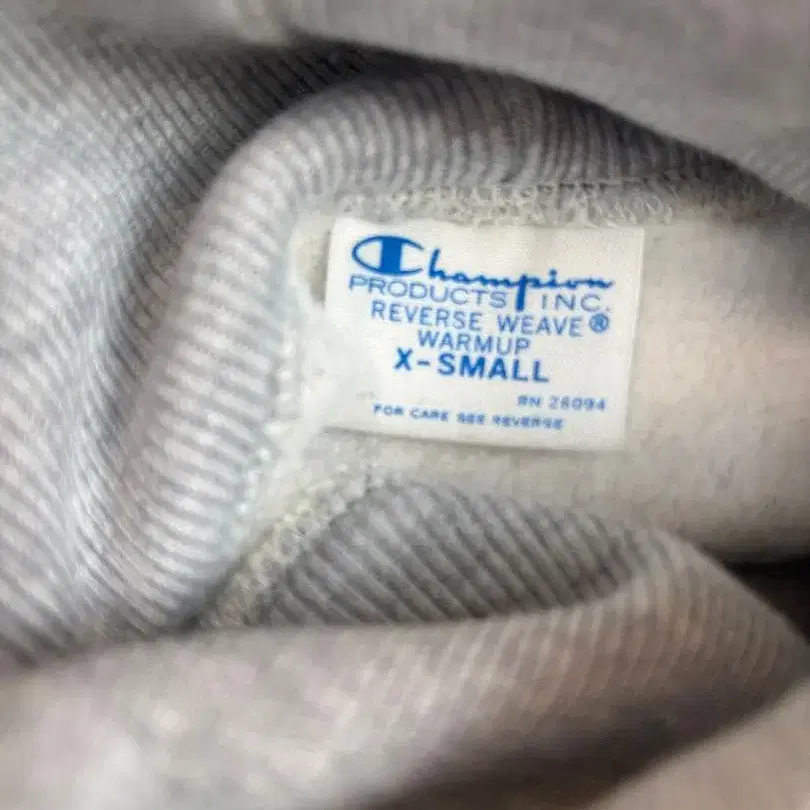 Champion
PRODUCTS INC.
REVERSE WEAVE®
WARMUP
X-SMALL
RN 26094
FOR CARE SEE REVERSE